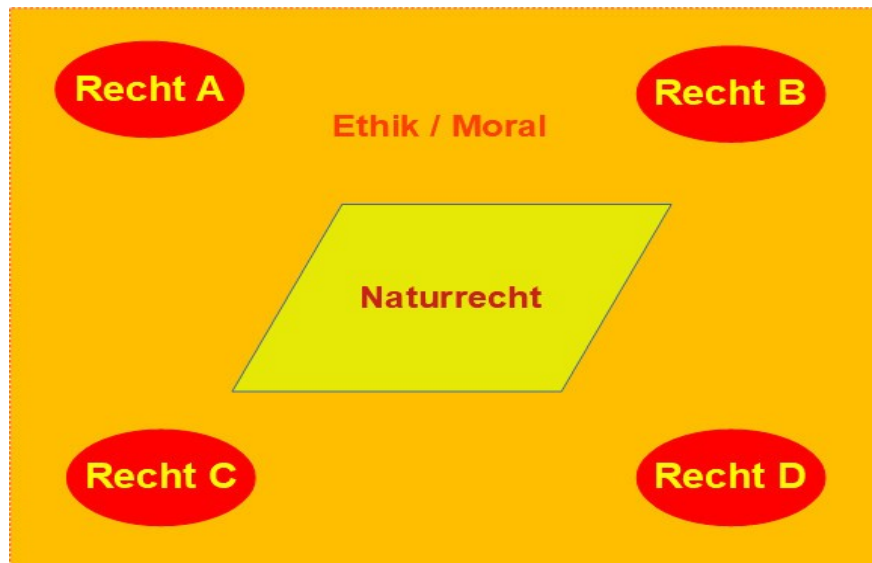 Recht A
Recht B
Ethik / Moral
Naturrecht
Recht C
Recht D